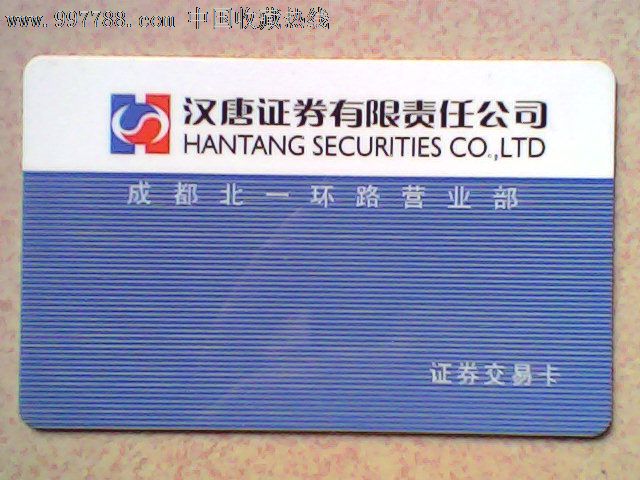 www.997788.com 中国收藏热线
汉唐证券有限责任公司
HANTANG SECURITIES CO.,LTD
成都北一环路营业部
证券交易卡